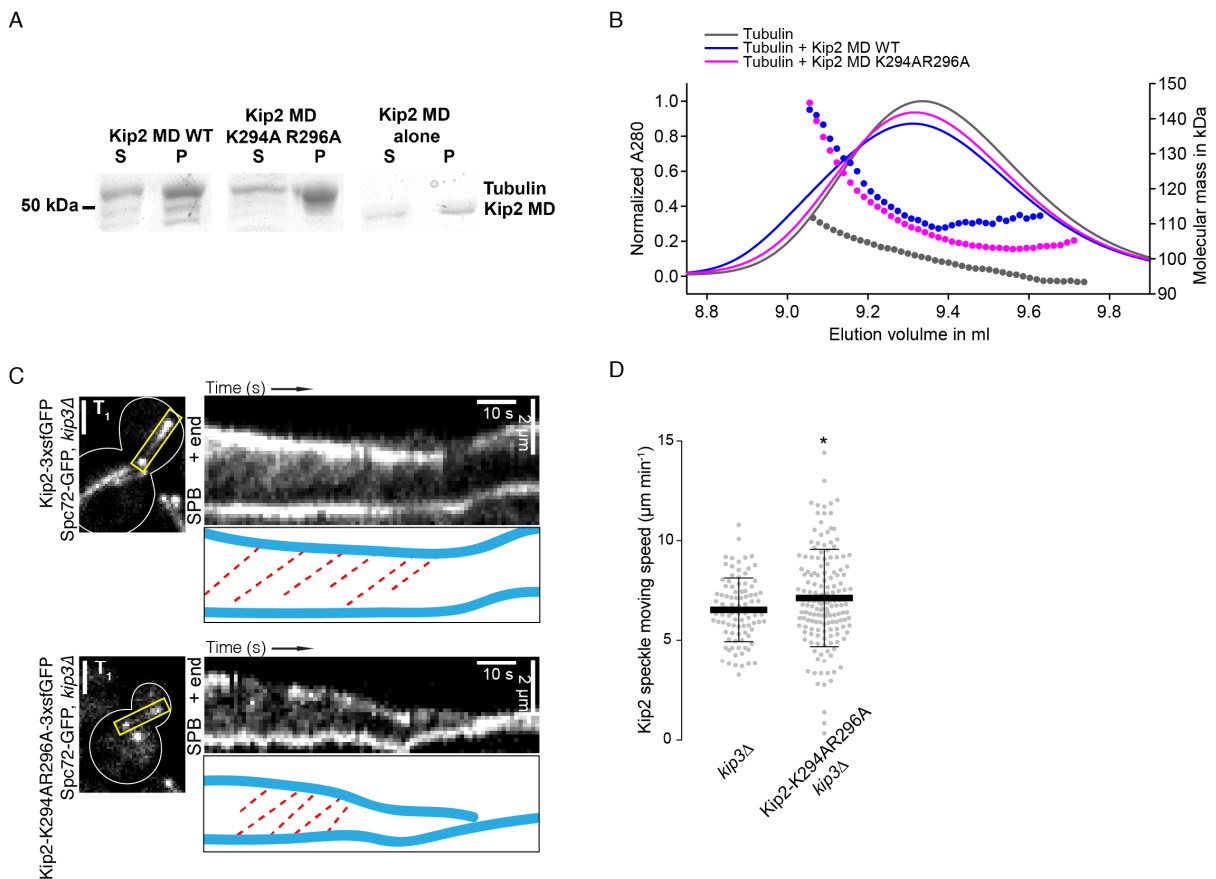 A
Kip2 MD WT
Kip2 MD
K294A R296A
Kip2 MD
alone
S P S P S P
50 kDa
Tubulin
Kip2 MD
B
Tubulin
Tubulin + Kip2 MD WT
Tubulin + Kip2 MD K294AR296A
Normalized A280
1.0
0.8
0.6
0.4
0.2
0.0
150
140
130
120
110
100
90
Molecular mass in kDa
8.8 9.0 9.2 9.4 9.6 9.8
Elution volulme in ml
C
Kip2-3xsfGFP
Spc72-GFP, kip3Δ
T1
Time (s)
SPB + end
10 s
2 μm
Kip2-K294AR296A-3xsfGFP
Spc72-GFP, kip3Δ
T1
Time (s)
SPB + end
10 s
2 μm
D
Kip2 speckle moving speed (μm min-1)
15
10
5
0
*
kip3Δ
Kip2-K294AR296A
kip3Δ